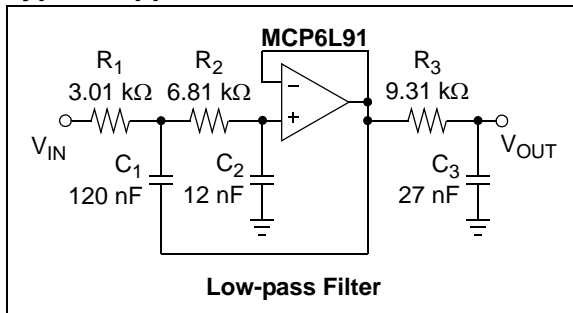 MCP6L91
R1 R2 R3
3.01 kΩ 6.81 kΩ 9.31 kΩ
−
+
VIN VOUT
C1 C2 C3
120 nF 12 nF 27 nF
Low-pass Filter